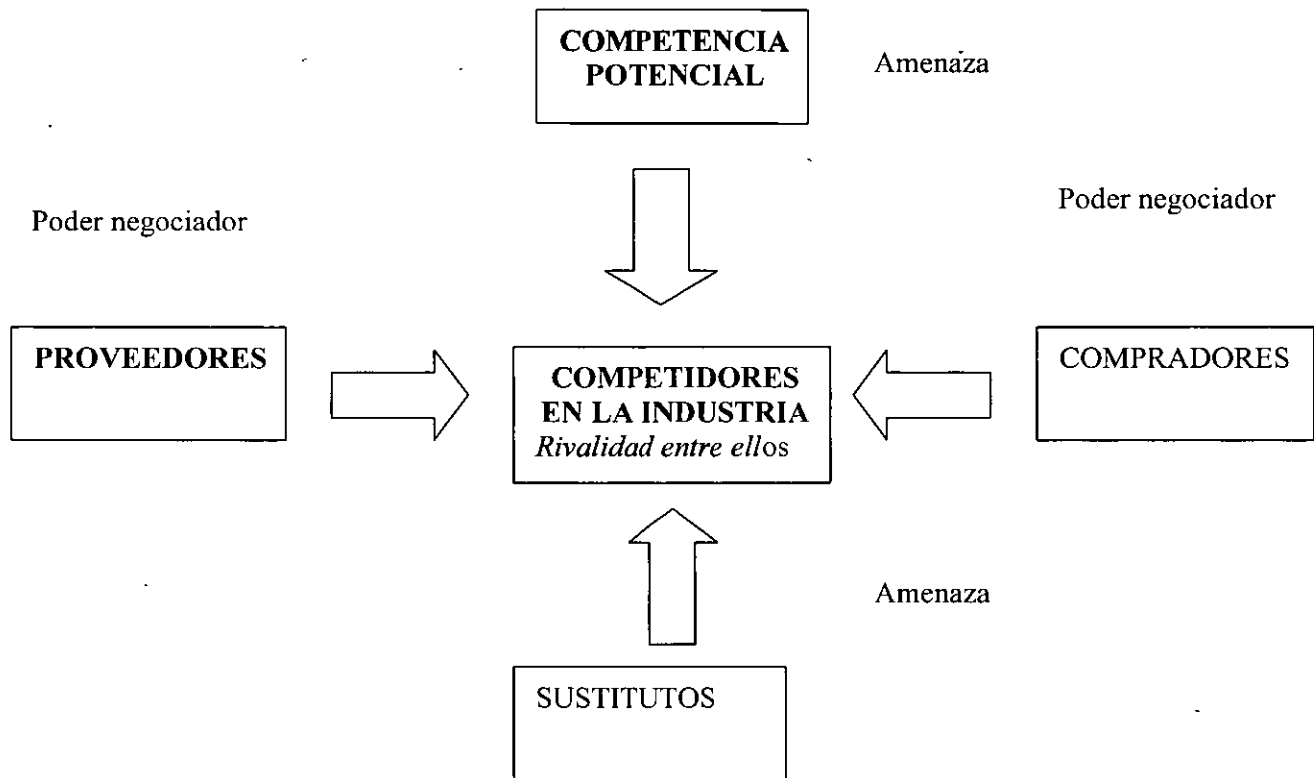 COMPETENCIA
POTENCIAL
Amenaza
Poder negociador
Poder negociador
PROVEEDORES
COMPETIDORES
EN LA INDUSTRIA
Rivalidad entre ellos
COMPRADORES
Amenaza
SUSTITUTOS